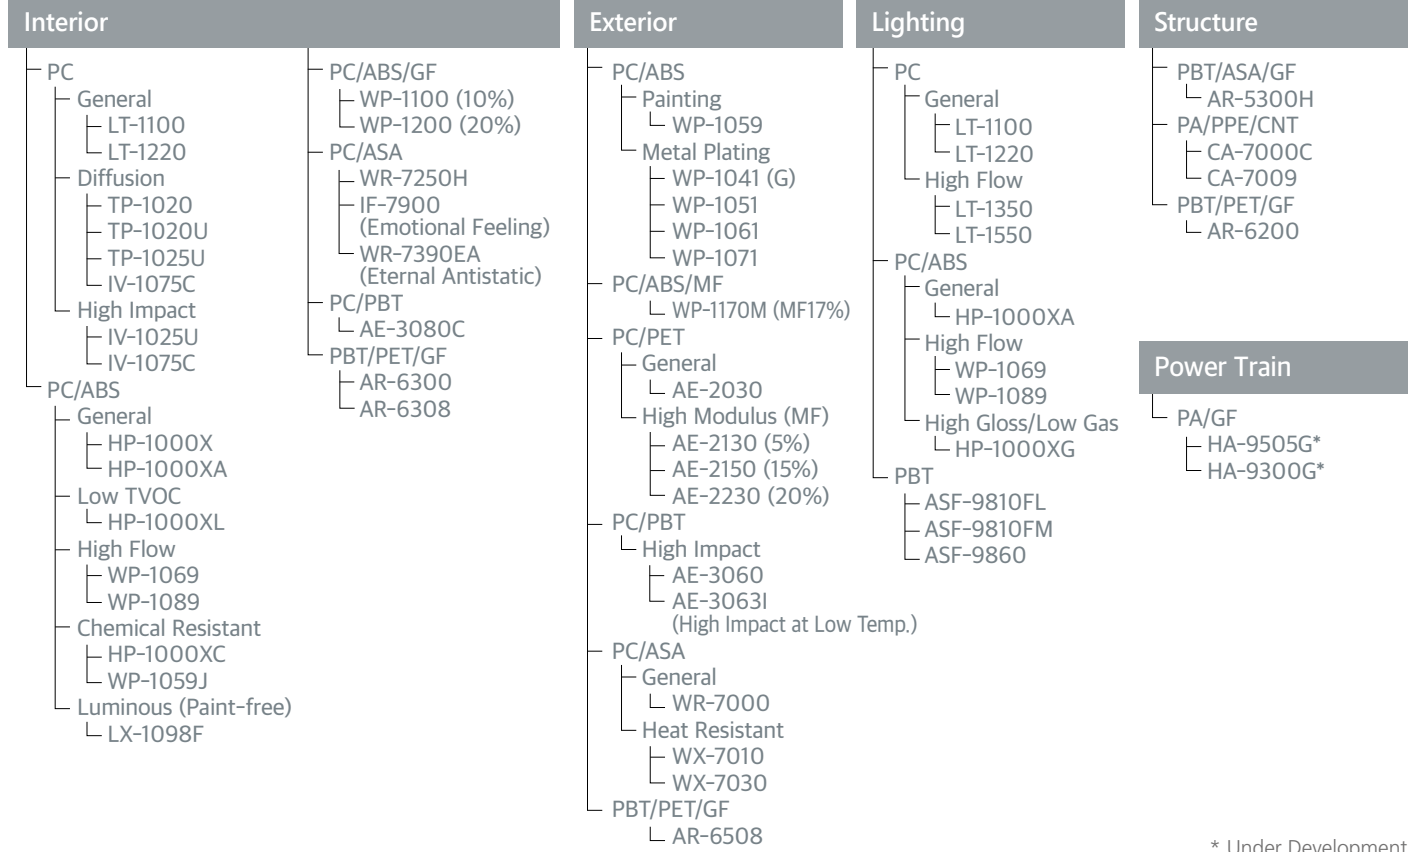 Interior
PC
General
LT-1100
LT-1220
Diffusion
TP-1020
TP-1020U
TP-1025U
IV-1075C
High Impact
IV-1025U
IV-1075C
PC/ABS
General
HP-1000X
HP-1000XA
Low TVOC
HP-1000XL
High Flow
WP-1069
WP-1089
Chemical Resistant
HP-1000XC
WP-1059J
Luminous (Paint-free)
LX-1098F
PC/ABS/GF
WP-1100 (10%)
WP-1200 (20%)
PC/ASA
WR-7250H
IF-7900
(Emotional Feeling)
WR-7390EA
(Eternal Antistatic)
PC/PBT
AE-3080C
PBT/PET/GF
AR-6300
AR-6308
Exterior
PC/ABS
Painting
WP-1059
Metal Plating
WP-1041 (G)
WP-1051
WP-1061
WP-1071
PC/ABS/MF
WP-1170M (MF17%)
PC/PET
General
AE-2030
High Modulus (MF)
AE-2130 (5%)
AE-2150 (15%)
AE-2230 (20%)
PC/PBT
High Impact
AE-3060
AE-3063I
(High Impact at Low Temp.)
PC/ASA
General
WR-7000
Heat Resistant
WX-7010
WX-7030
PBT/PET/GF
AR-6508
Lighting
PC
General
LT-1100
LT-1220
High Flow
LT-1350
LT-1550
PC/ABS
General
HP-1000XA
High Flow
WP-1069
WP-1089
High Gloss/Low Gas
HP-1000XG
PBT
ASF-9810FL
ASF-9810FM
ASF-9860
Structure
PBT/ASA/GF
AR-5300H
PA/PPE/CNT
CA-7000C
CA-7009
PBT/PET/GF
AR-6200
Power Train
PA/GF
HA-9505G*
HA-9300G*
* Under Development